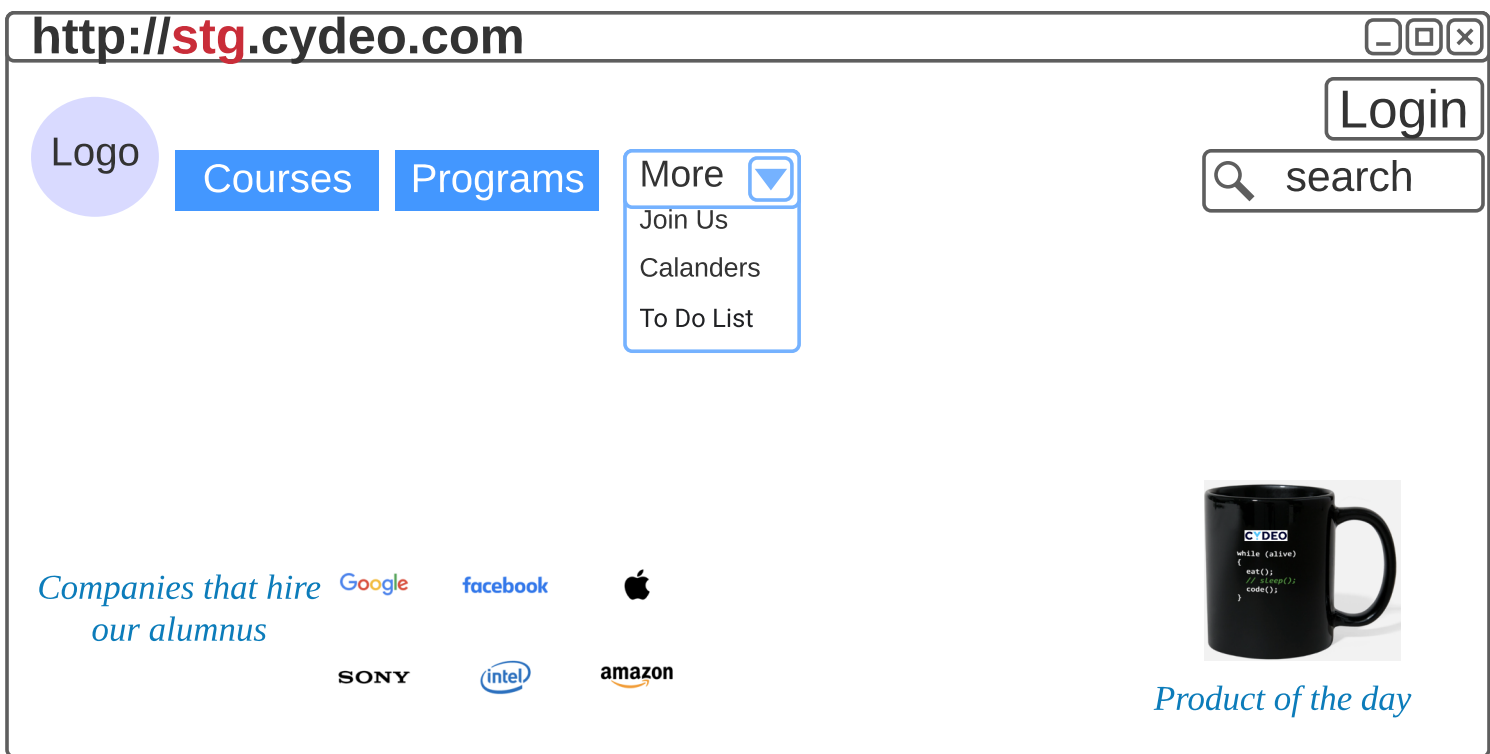 http://stg.cydeo.com
Login
Logo
Courses
Programs
More
search
Join Us
Calanders
To Do List
CYDEO
while (alive)
{
eat();
// sleep();
code();
}
Companies that hire
our alumnus
Google
facebook
SONY
intel
amazon
Product of the day